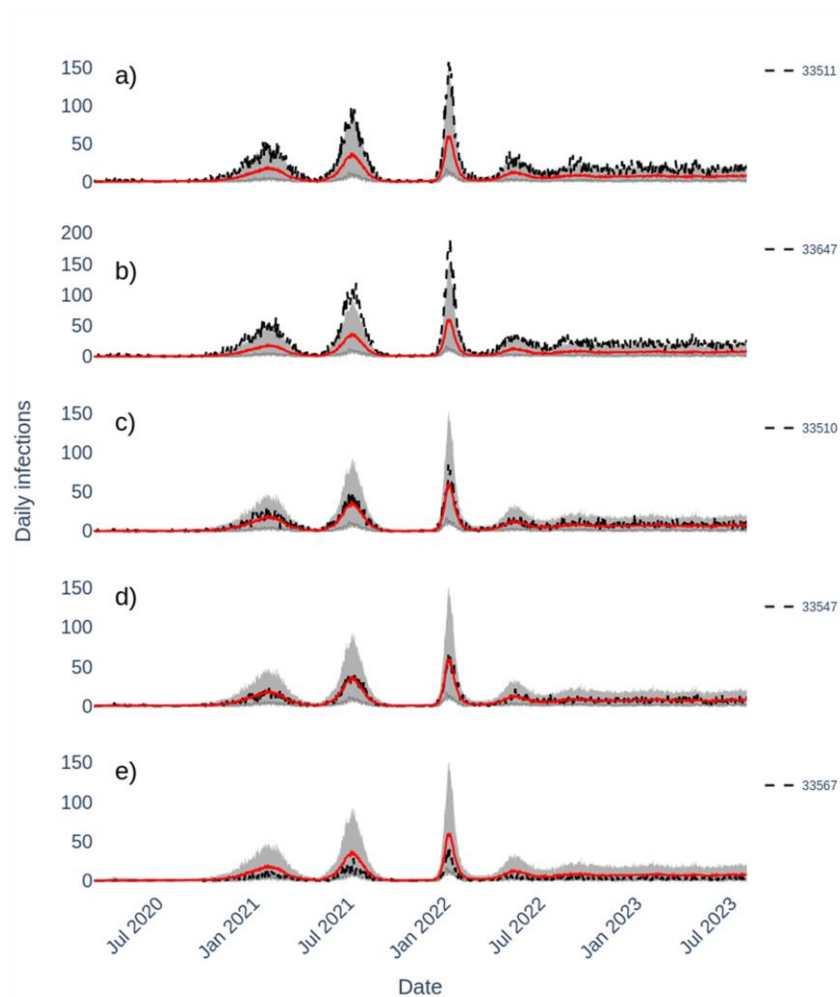 a)
150
100
50
0
33511
b)
200
150
100
50
0
33647
c)
150
100
50
0
33510
d)
150
100
50
0
33547
e)
150
100
50
0
33567
Daily infections
Jul 2020
Jan 2021
Jul 2021
Jan 2022
Jul 2022
Jan 2023
Jul 2023
Date